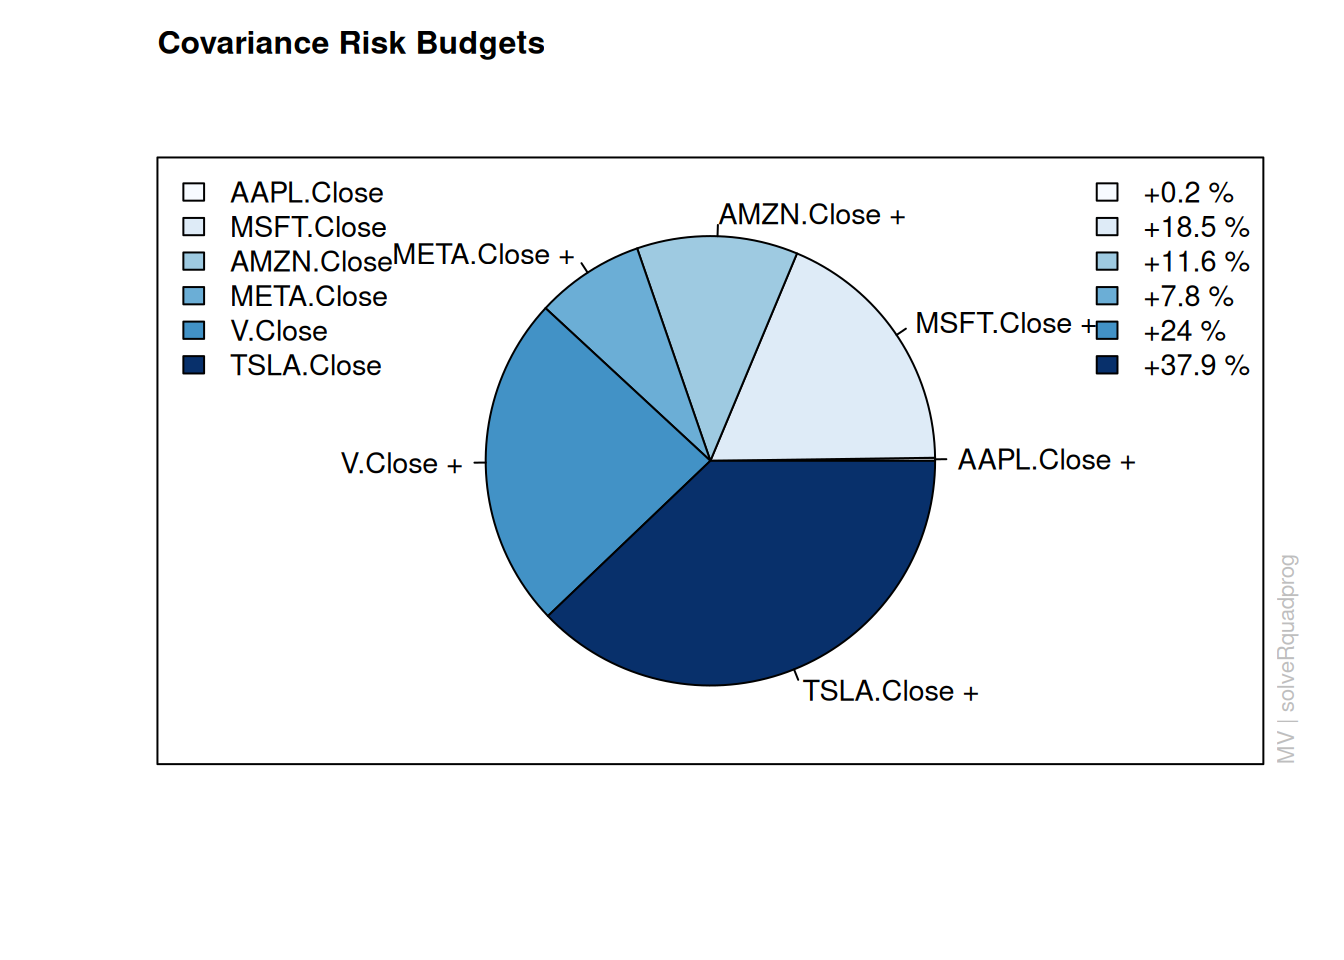 Covariance Risk Budgets
AAPL.Close
MSFT.Close
AMZN.Close
META.Close
V.Close
TSLA.Close
AMZN.Close +
META.Close +
MSFT.Close +
V.Close +
AAPL.Close +
TSLA.Close +
+0.2 %
+18.5 %
+11.6 %
+7.8 %
+24 %
+37.9 %
MV | solveRquadprog